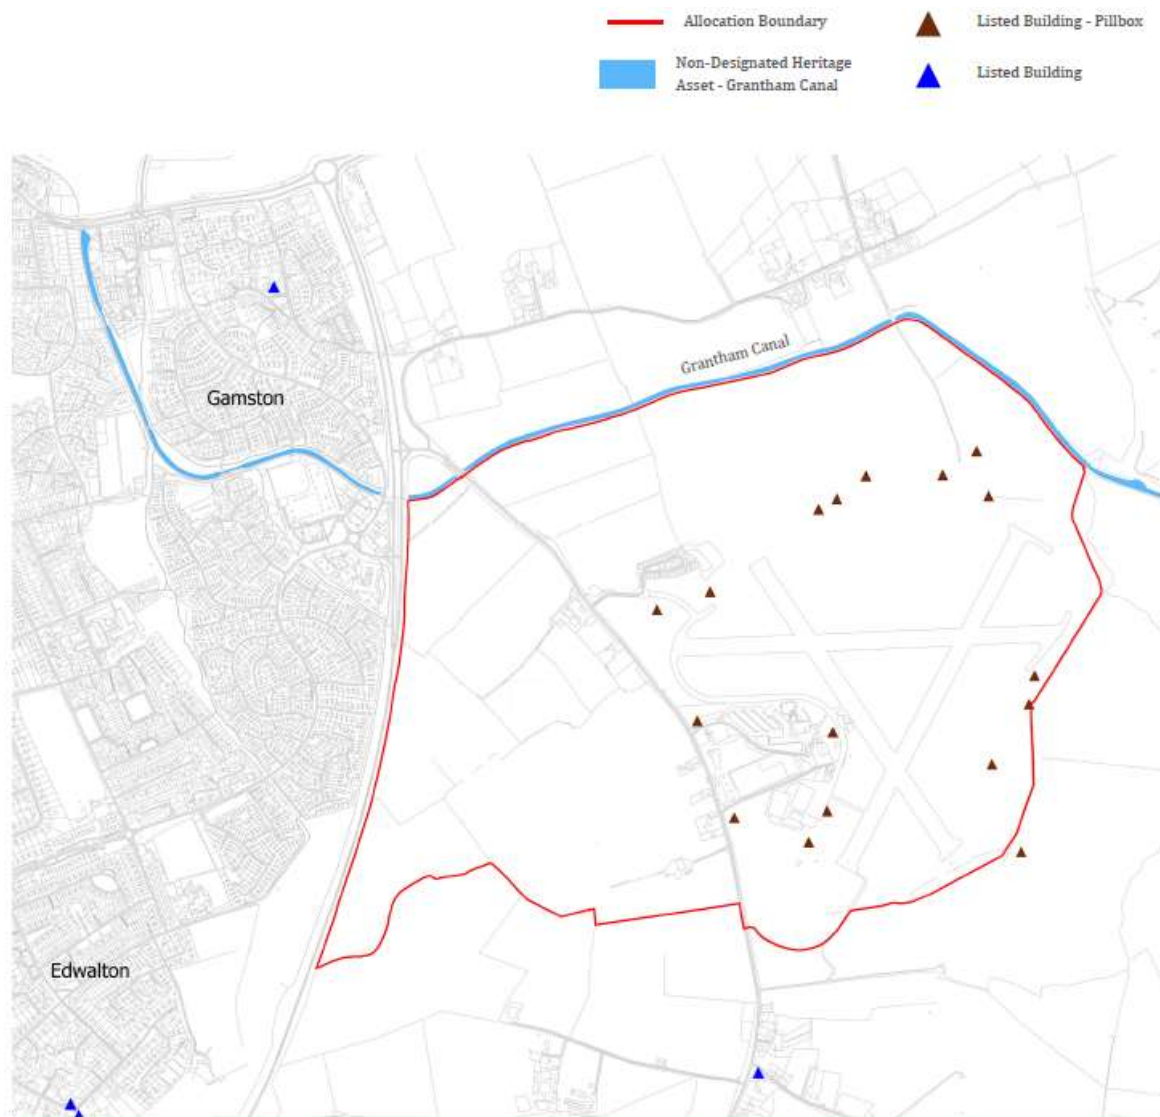 Allocation Boundary
Listed Building - Pillbox
Non-Designated Heritage
Asset - Grantham Canal
Listed Building
Grantham Canal
Gamston
Edwalton